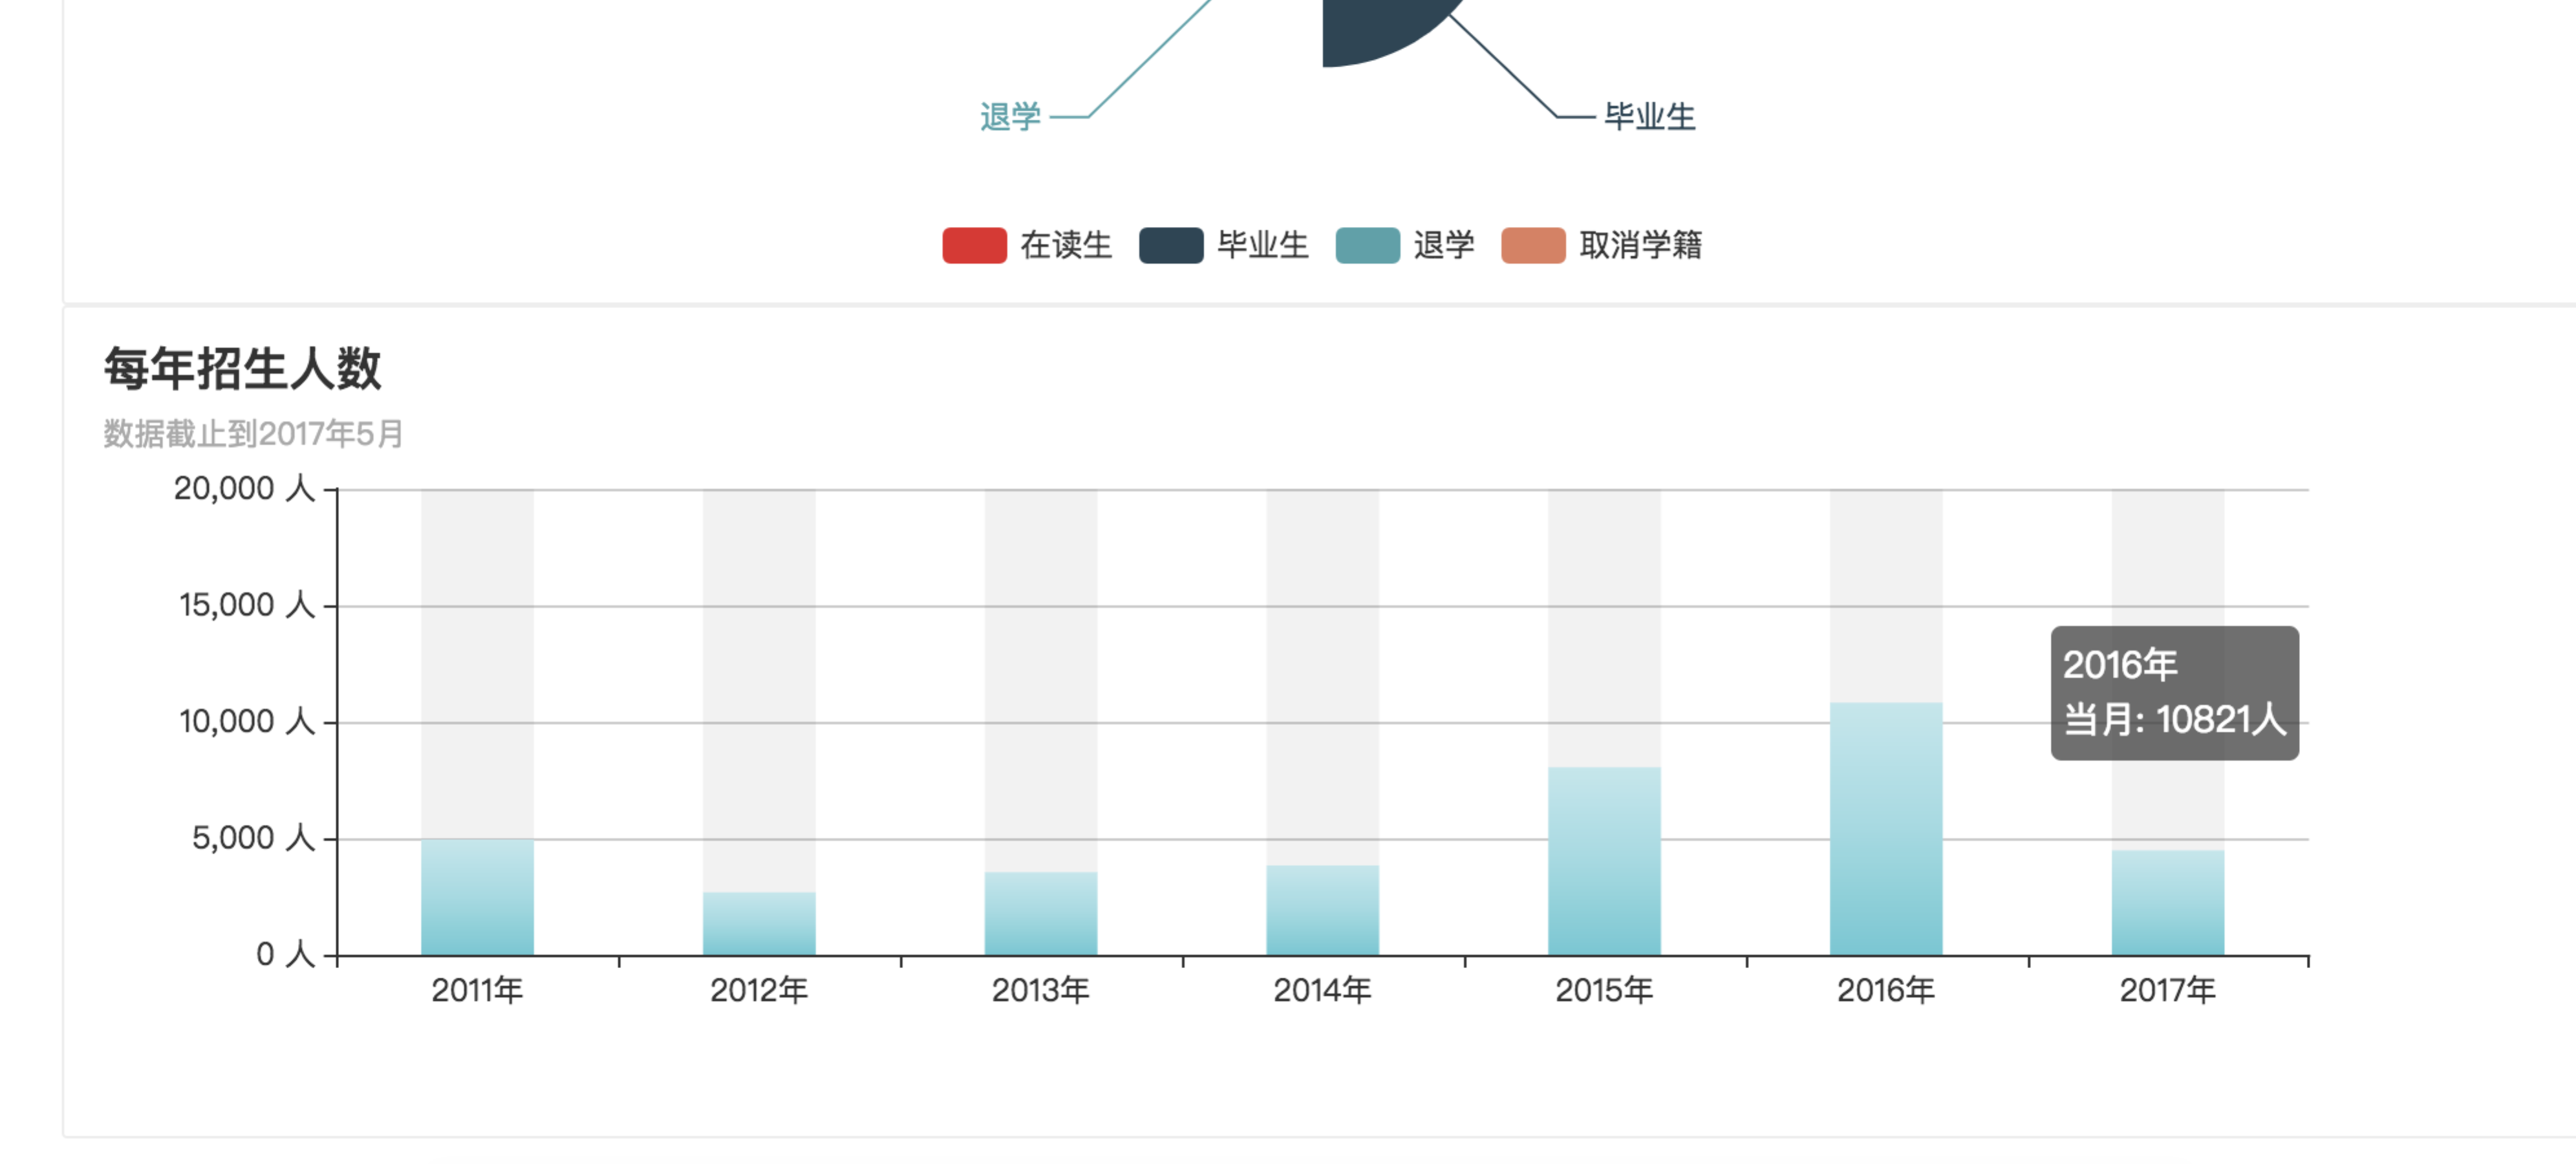 退学
毕业生
在读生 毕业生 退学 取消学籍
每年招生人数
数据截止到2017年5月
20,000 人
15,000 人
10,000 人
5,000 人
0 人
2016年
当月: 10821人
2011年 2012年 2013年 2014年 2015年 2016年 2017年